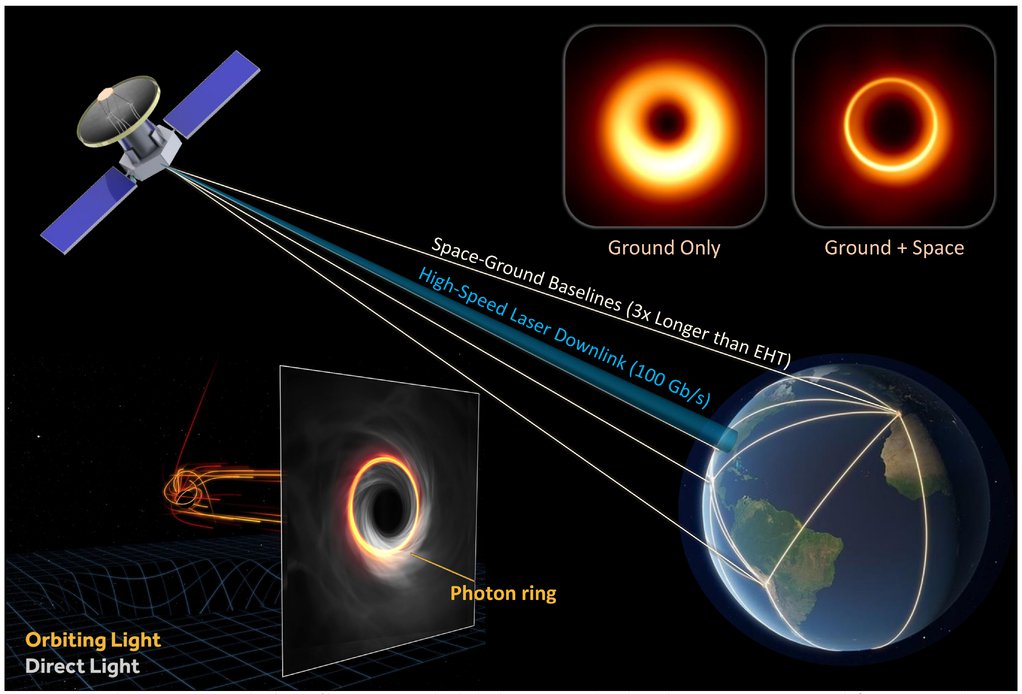 Ground Only
Ground + Space
Space-Ground Baselines (3x Longer than EHT)
High-Speed Laser Downlink (100 Gb/s)
Photon ring
Orbiting Light
Direct Light